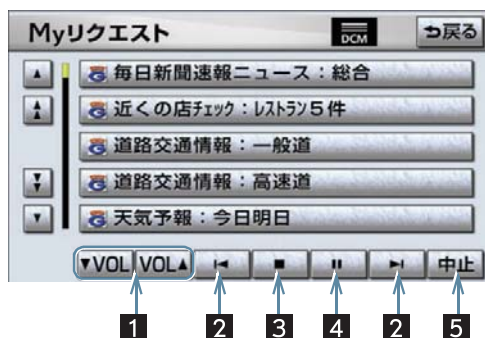 Myリクエスト DCM 戻る
毎日新聞速報ニュース：総合
近くの店チェック：レストラン5件
道路交通情報：一般道
道路交通情報：高速道
天気予報：今日明日
▼VOL VOL▲ 中止
1 2 3 4 2 5